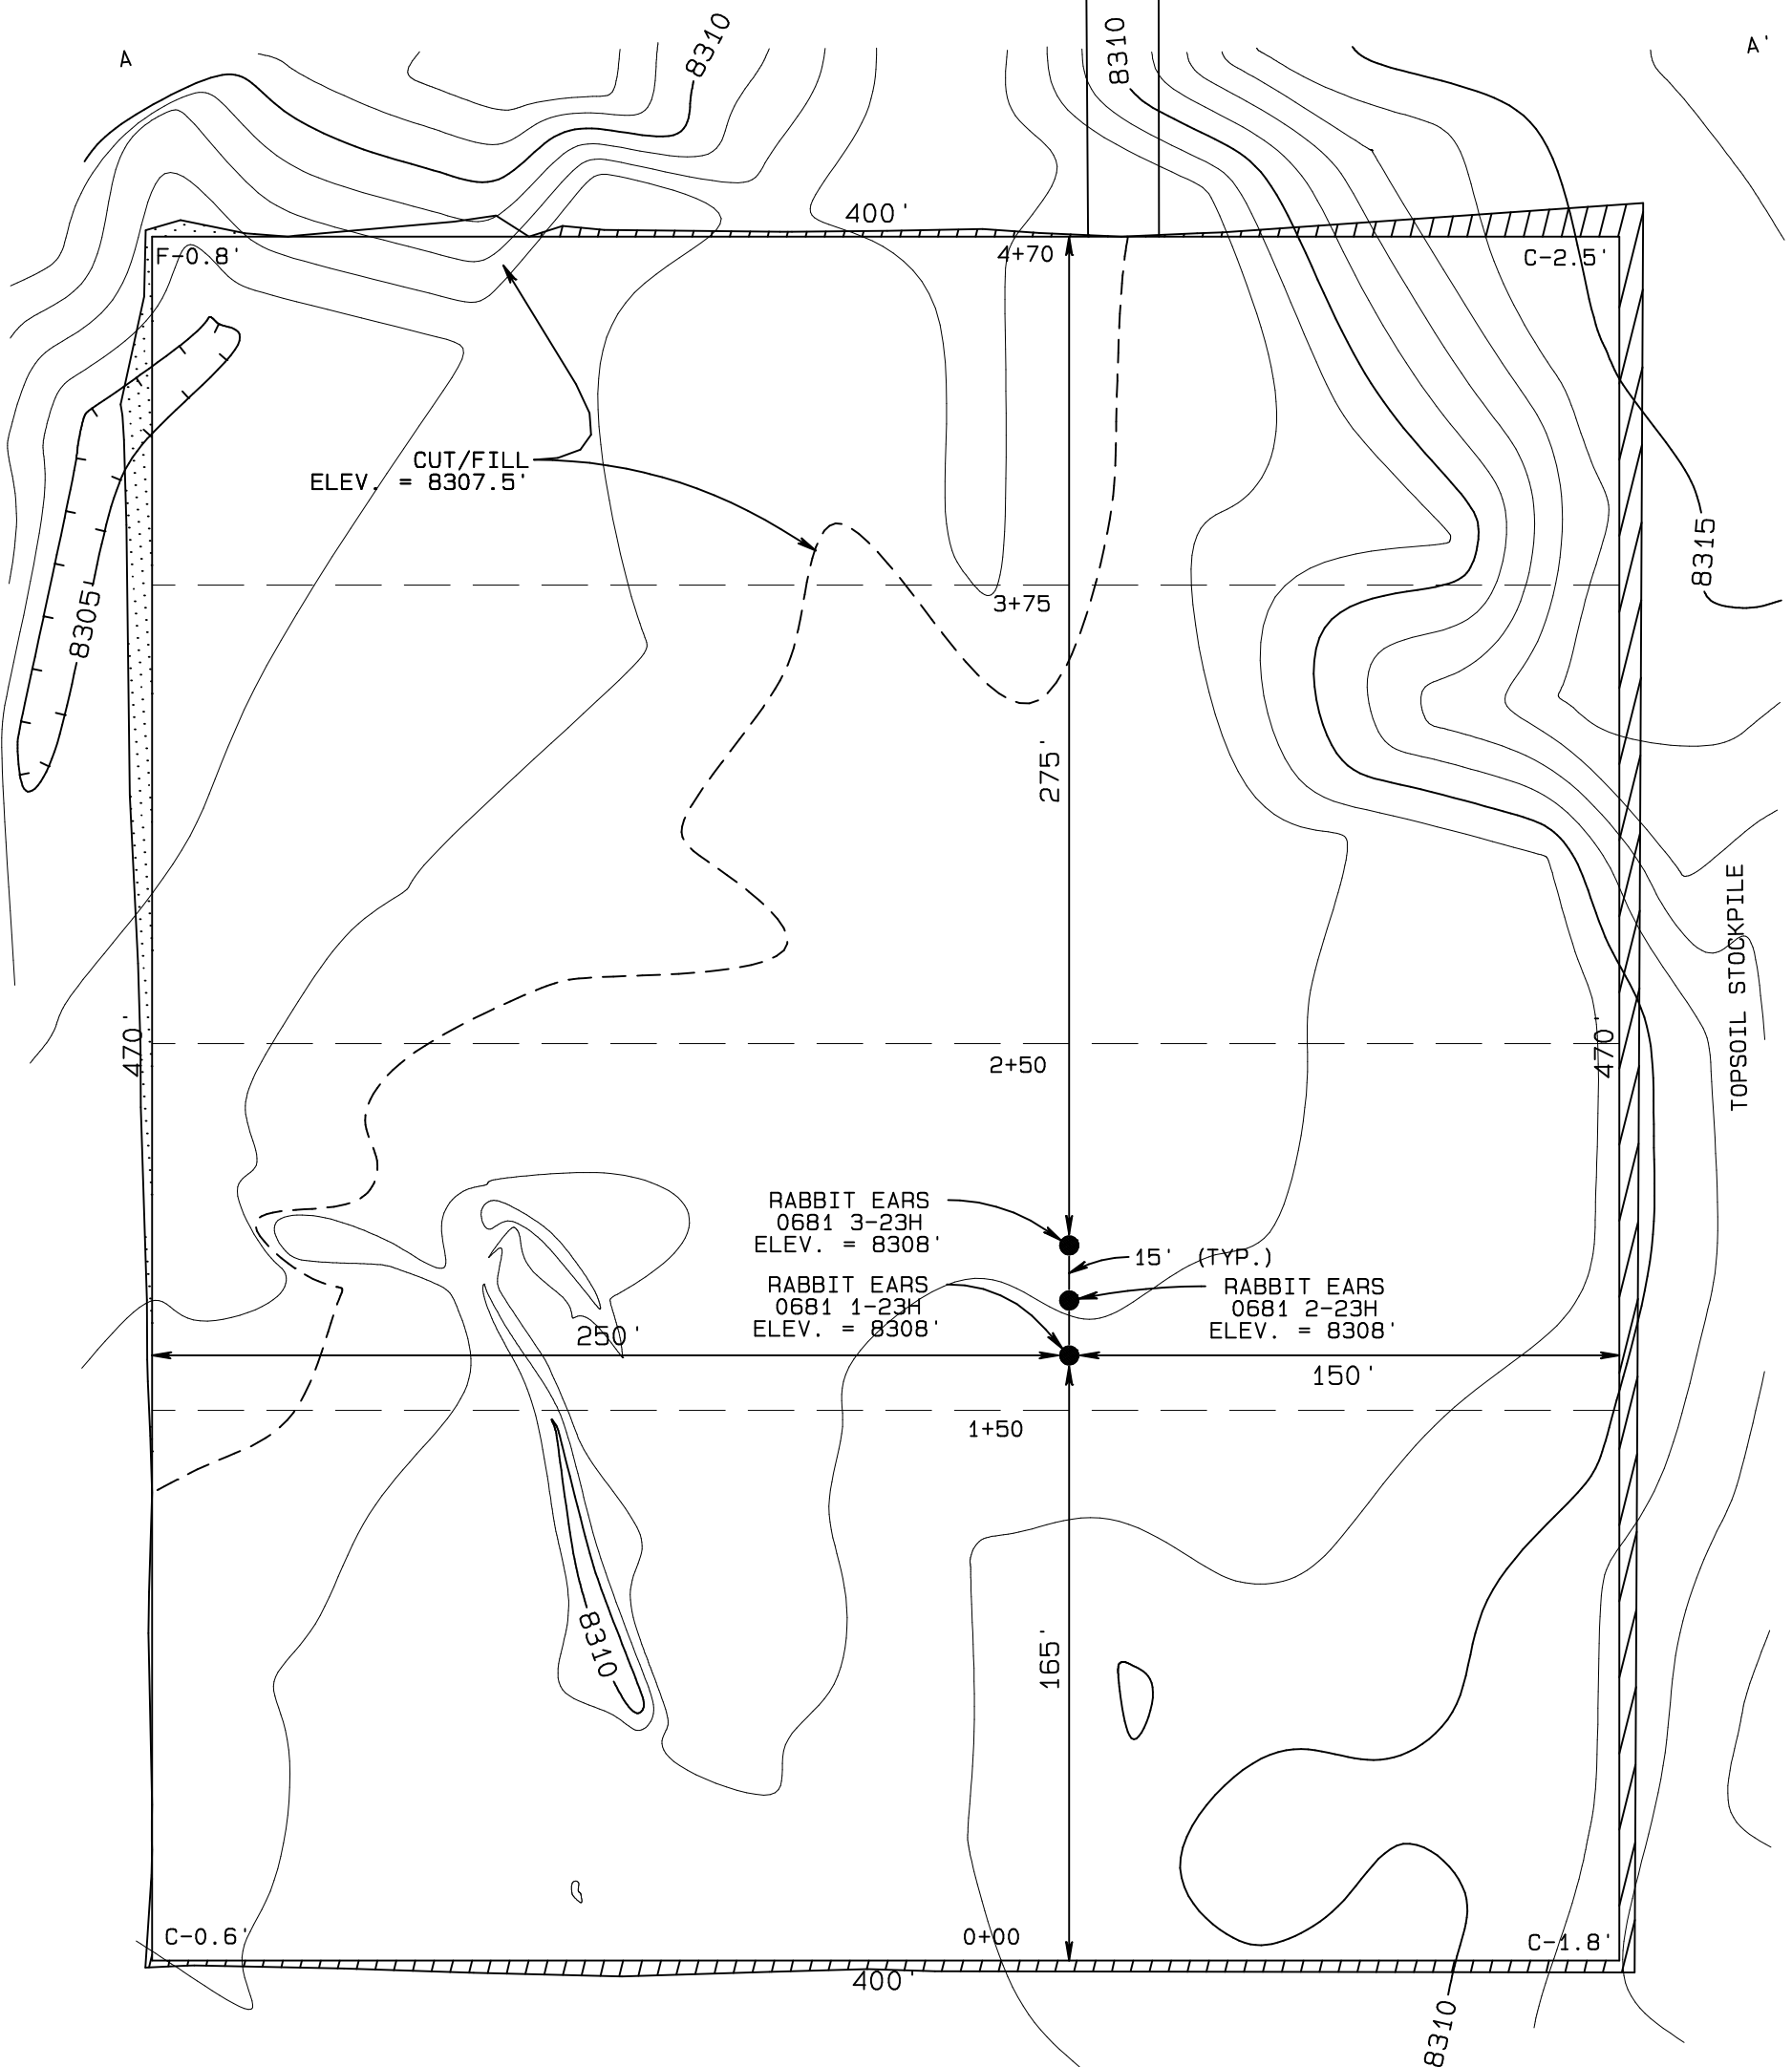 8310
8310
A
A'
400'
F-0.8'
4+70
C-2.5'
CUT/FILL
ELEV. = 8307.5'
8315
8305
3+75
275'
TOPSOIL STOCKPILE
470'
470'
2+50
RABBIT EARS
0681 3-23H
ELEV. = 8308'
15' (TYP.)
RABBIT EARS
0681 1-23H
ELEV. = 8308'
RABBIT EARS
0681 2-23H
ELEV. = 8308'
250'
150'
1+50
8310
165'
C-0.6'
0+00
C-1.8'
400'
8310